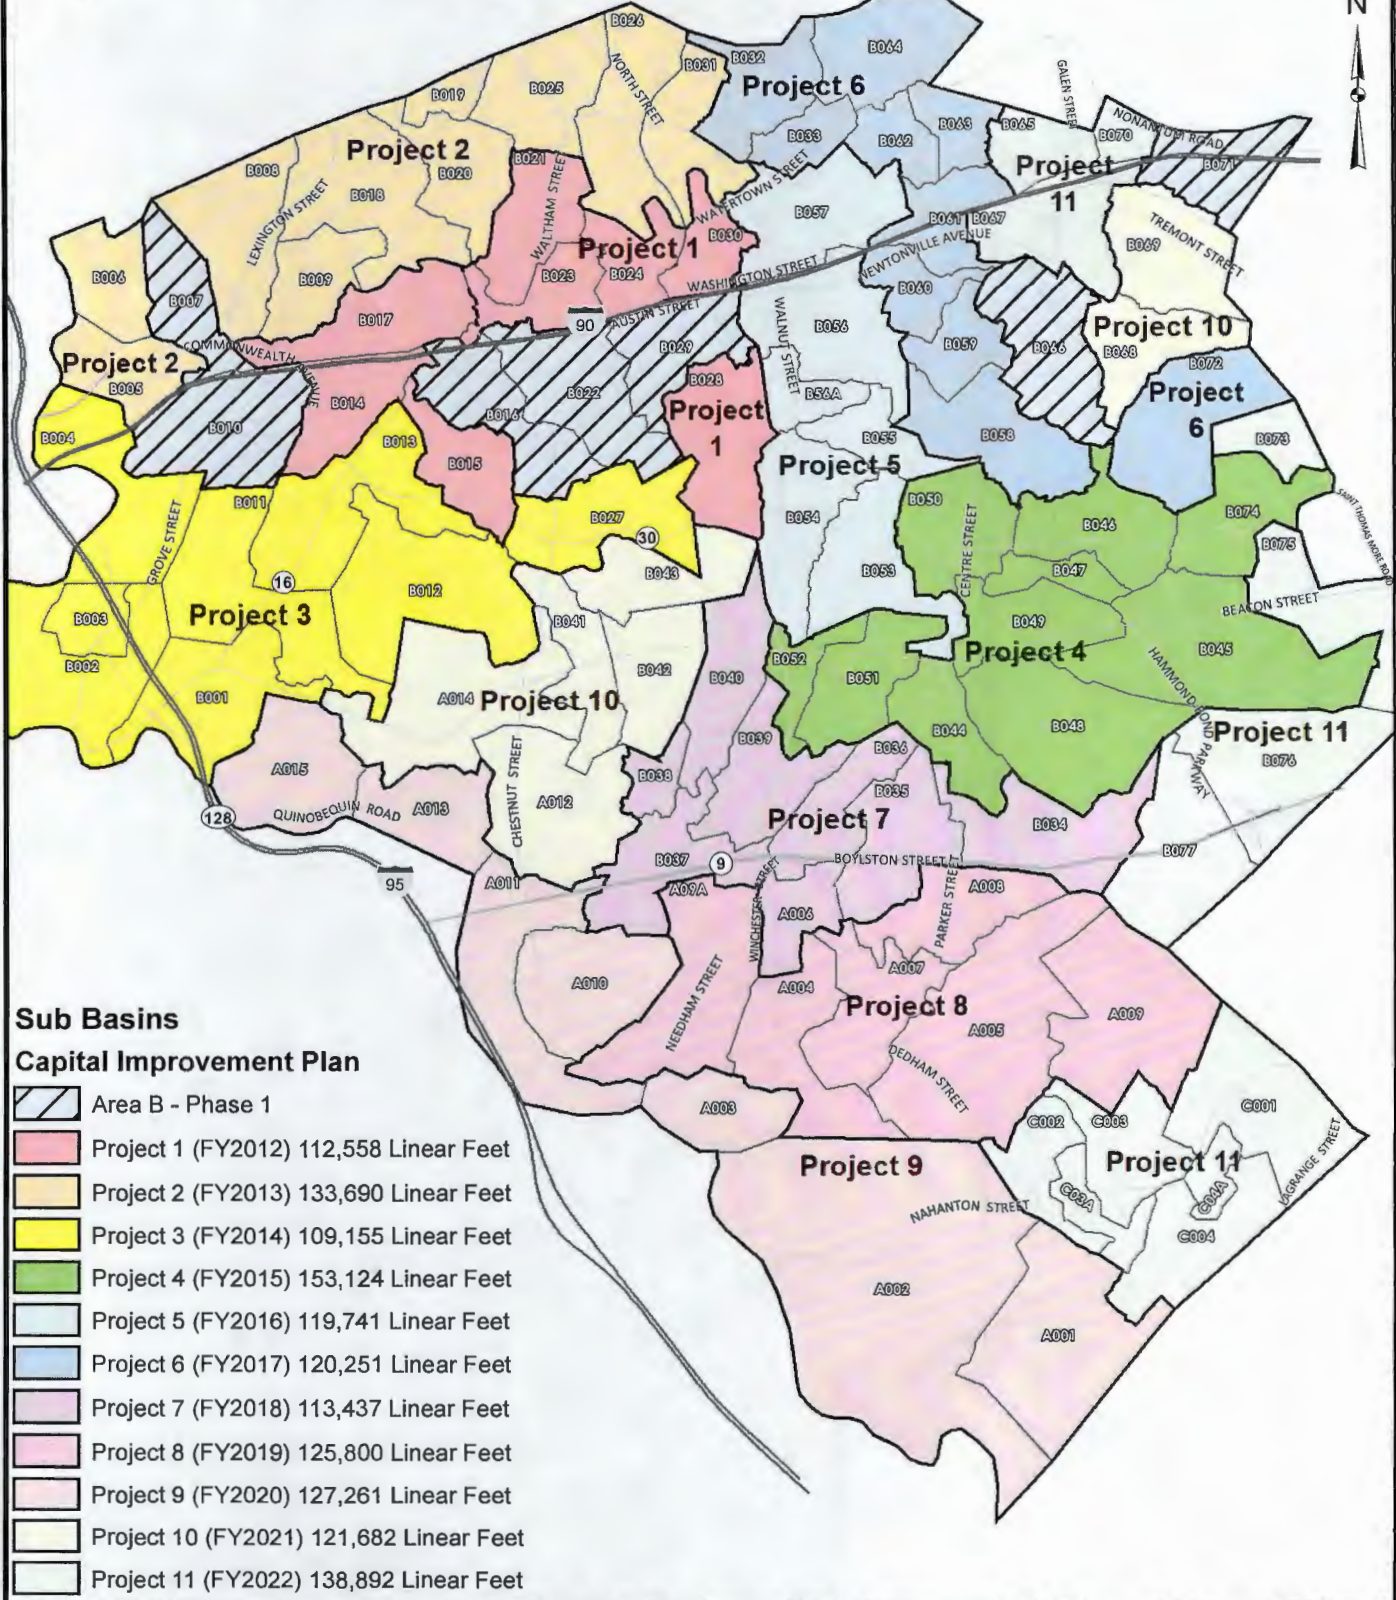 N
B026
B032
B064
B031
Project 6
B019
B025
NORTH STREET
GALEN STREET
B033
B062
B063
B065
B070
NONANTUM ROAD
B071
Project 2
B008
B018
B020
B021
LEXINGTON STREET
WALTHAM STREET
WATERTOWN STREET
Project
11
B057
B061
B067
B030
Project 1
B069
TREMONT STREET
B006
B007
B009
B023
B024
WASHINGTON STREET
NEWTONVILLE AVENUE
B060
B017
90
AUSTIN STREET
WALNUT STREET
B056
B059
B066
Project 10
B068
COMMONWEALTH AVENUE
B029
Project 2
B005
B014
B016
B022
B028
Project
1
B56A
B072
Project
6
B004
B010
B013
B015
B055
B058
B073
Project 5
B011
B027
30
B054
B050
CENTRE STREET
B046
B074
SAINT THOMAS MORE ROAD
B075
GROVE STREET
16
B012
B043
B053
B047
BEACON STREET
B003
Project 3
B041
B049
Project 4
B045
B002
B001
A014
Project 10
B042
B040
B052
B051
HAMMOND POND PARKWAY
B044
B048
B039
B036
Project 11
B076
A015
CHESTNUT STREET
B038
B035
128
QUINOBEQUIN ROAD
A013
A012
Project 7
B034
B077
95
A011
B037
9
BOYLSTON STREET
A09A
WINCHESTER STREET
A006
PARKER STREET
A008
A010
NEEDHAM STREET
A004
A007
Project 8
A005
A009
DEDHAM STREET
A003
C002
C003
C001
Project 11
LAGRANGE STREET
Project 9
C03A
C04A
NAHANTON STREET
C004
A002
A001
Sub Basins
Capital Improvement Plan
Area B - Phase 1
Project 1 (FY2012) 112,558 Linear Feet
Project 2 (FY2013) 133,690 Linear Feet
Project 3 (FY2014) 109,155 Linear Feet
Project 4 (FY2015) 153,124 Linear Feet
Project 5 (FY2016) 119,741 Linear Feet
Project 6 (FY2017) 120,251 Linear Feet
Project 7 (FY2018) 113,437 Linear Feet
Project 8 (FY2019) 125,800 Linear Feet
Project 9 (FY2020) 127,261 Linear Feet
Project 10 (FY2021) 121,682 Linear Feet
Project 11 (FY2022) 138,892 Linear Feet